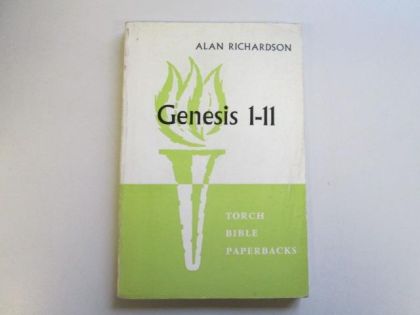 ALAN RICHARDSON
Genesis 1-11
TORCH
BIBLE
PAPERBACKS